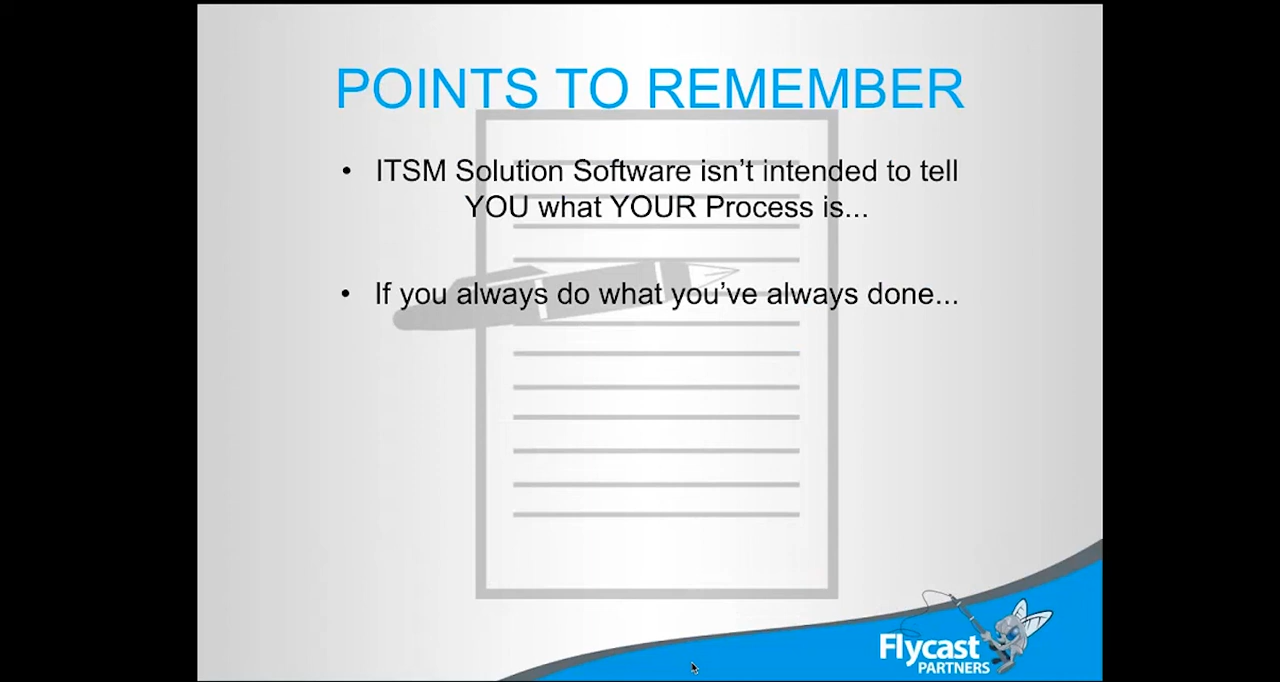 POINTS TO REMEMBER
• ITSM Solution Software isn’t intended to tell
YOU what YOUR Process is...
• If you always do what you’ve always done...
Flycast
PARTNERS